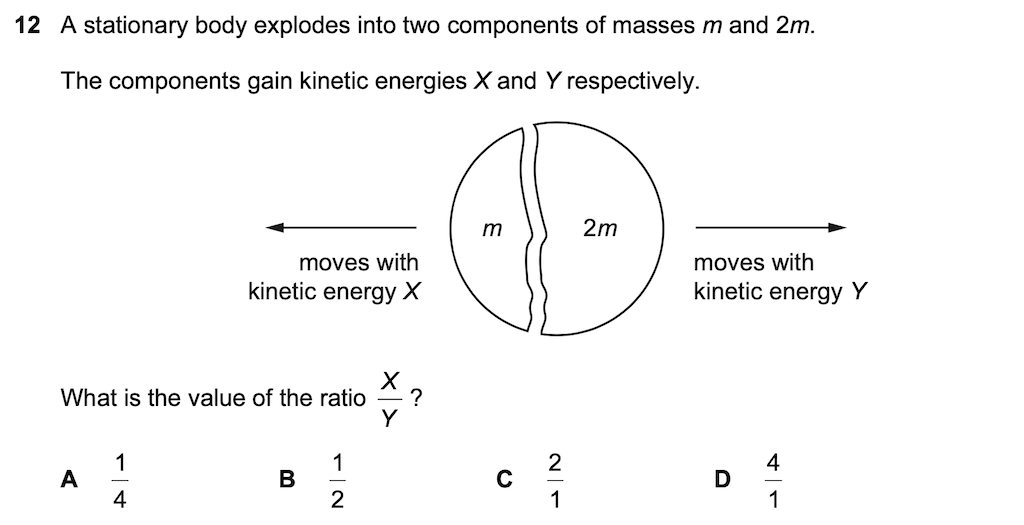 12 A stationary body explodes into two components of masses m and 2m.
The components gain kinetic energies X and Y respectively.
m 2m
moves with
kinetic energy X
moves with
kinetic energy Y
What is the value of the ratio X/Y ?
A 1/4 B 1/2 C 2/1 D 4/1